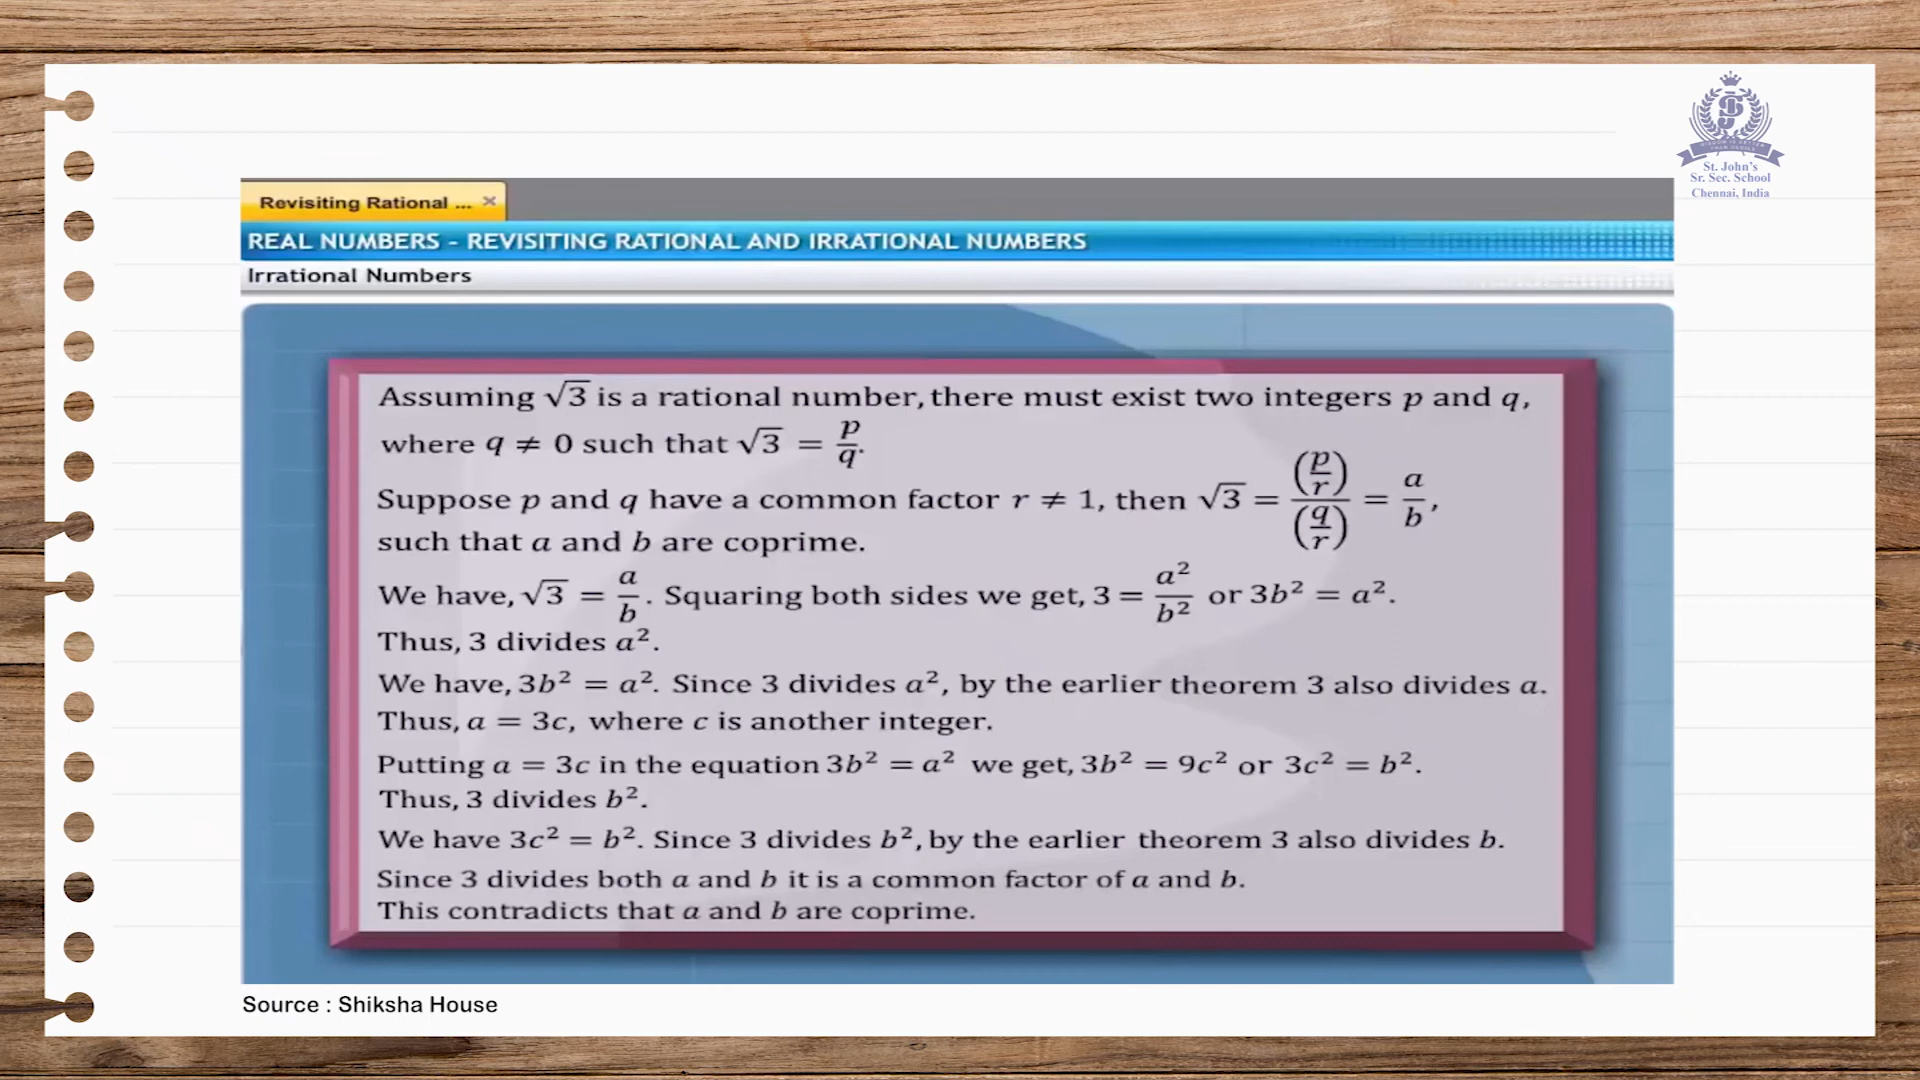 St. John's
Sr. Sec. School
Chennai, India
Revisiting Rational ... ×
REAL NUMBERS - REVISITING RATIONAL AND IRRATIONAL NUMBERS
Irrational Numbers
Assuming √3 is a rational number, there must exist two integers p and q,
where q ≠ 0 such that √3 = p/q.
Suppose p and q have a common factor r ≠ 1, then √3 = (p/r)/(q/r) = a/b,
such that a and b are coprime.
We have, √3 = a/b. Squaring both sides we get, 3 = a²/b² or 3b² = a².
Thus, 3 divides a².
We have, 3b² = a². Since 3 divides a², by the earlier theorem 3 also divides a.
Thus, a = 3c, where c is another integer.
Putting a = 3c in the equation 3b² = a² we get, 3b² = 9c² or 3c² = b².
Thus, 3 divides b².
We have 3c² = b². Since 3 divides b², by the earlier theorem 3 also divides b.
Since 3 divides both a and b it is a common factor of a and b.
This contradicts that a and b are coprime.
Source : Shiksha House